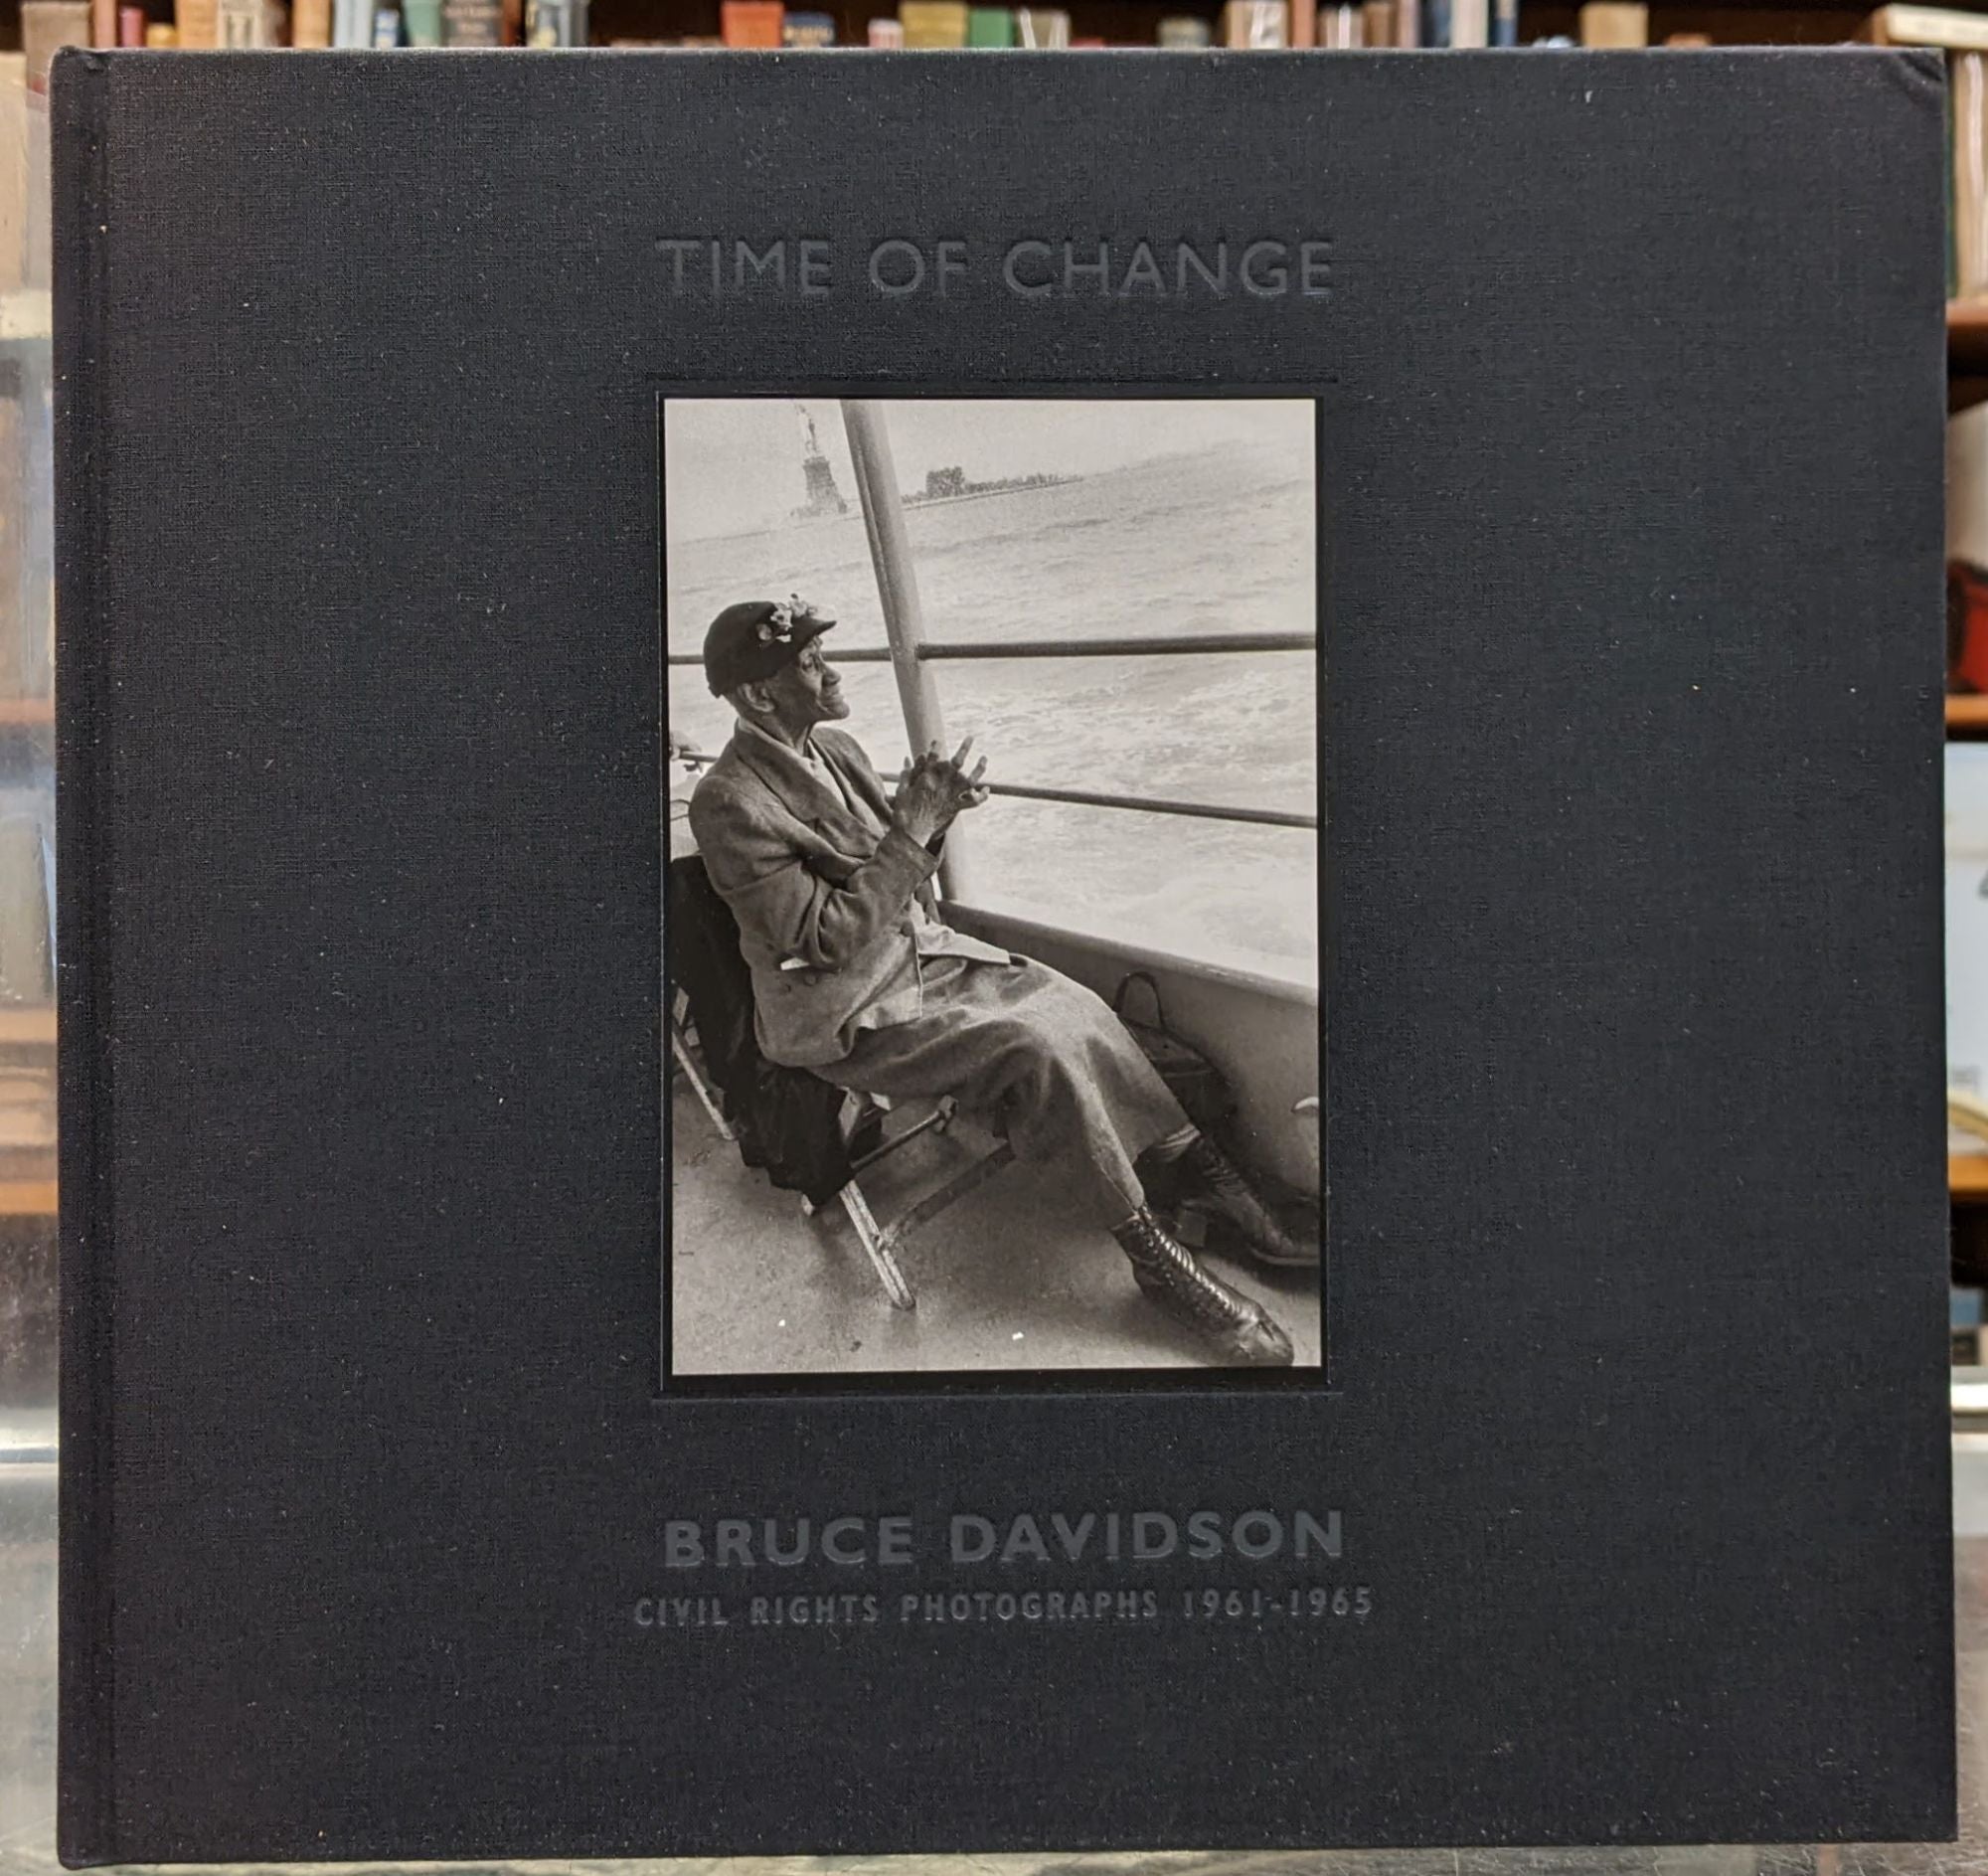 TIME OF CHANGE
BRUCE DAVIDSON
CIVIL RIGHTS PHOTOGRAPHS 1961-1965